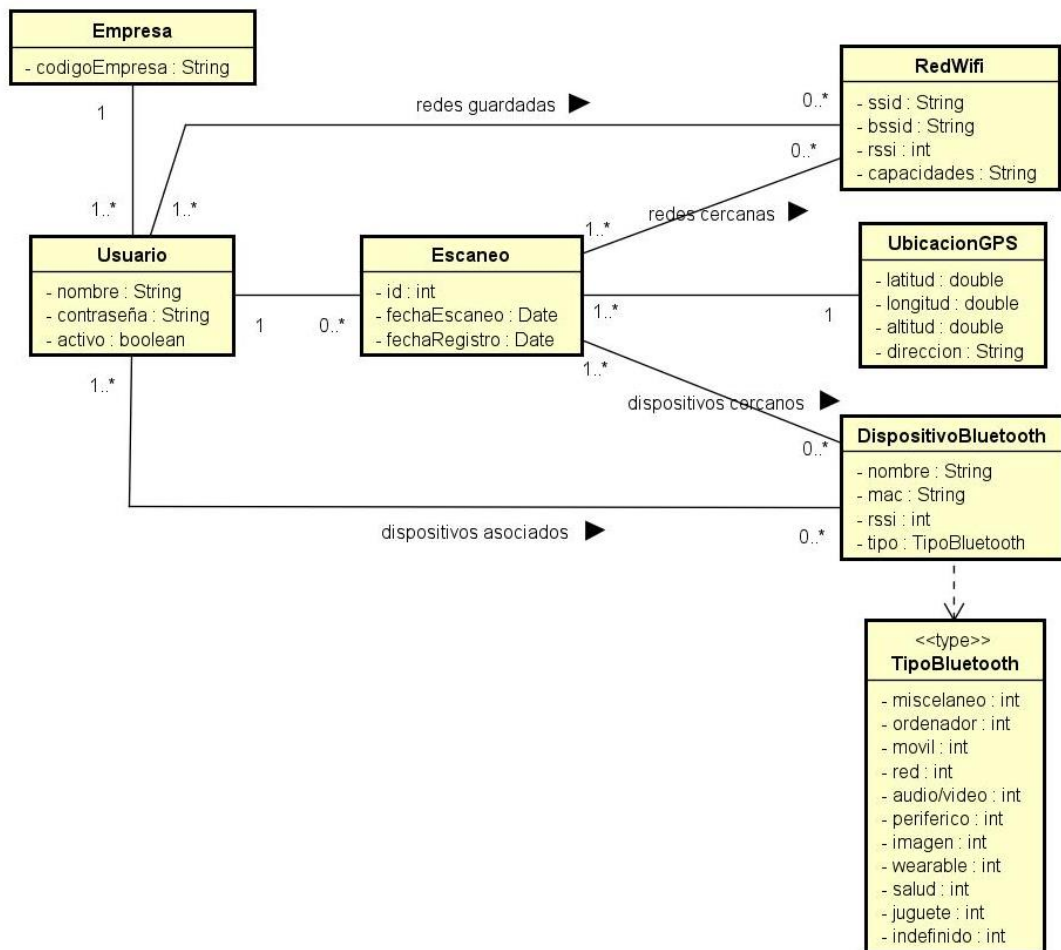 Empresa
- codigoEmpresa : String
1
1..*
redes guardadas
0..*
1..*
RedWifi
- ssid : String
- bssid : String
- rssi : int
- capacidades : String
0..*
redes cercanas
1..*
Usuario
- nombre : String
- contraseña : String
- activo : boolean
1
0..*
Escaneo
- id : int
- fechaEscaneo : Date
- fechaRegistro : Date
1..*
1
UbicacionGPS
- latitud : double
- longitud : double
- altitud : double
- direccion : String
1..*
dispositivos cercanos
0..*
1..*
dispositivos asociados
0..*
DispositivoBluetooth
- nombre : String
- mac : String
- rssi : int
- tipo : TipoBluetooth
<<type>>
TipoBluetooth
- miscelaneo : int
- ordenador : int
- movil : int
- red : int
- audio/video : int
- periferico : int
- imagen : int
- wearable : int
- salud : int
- juguete : int
- indefinido : int